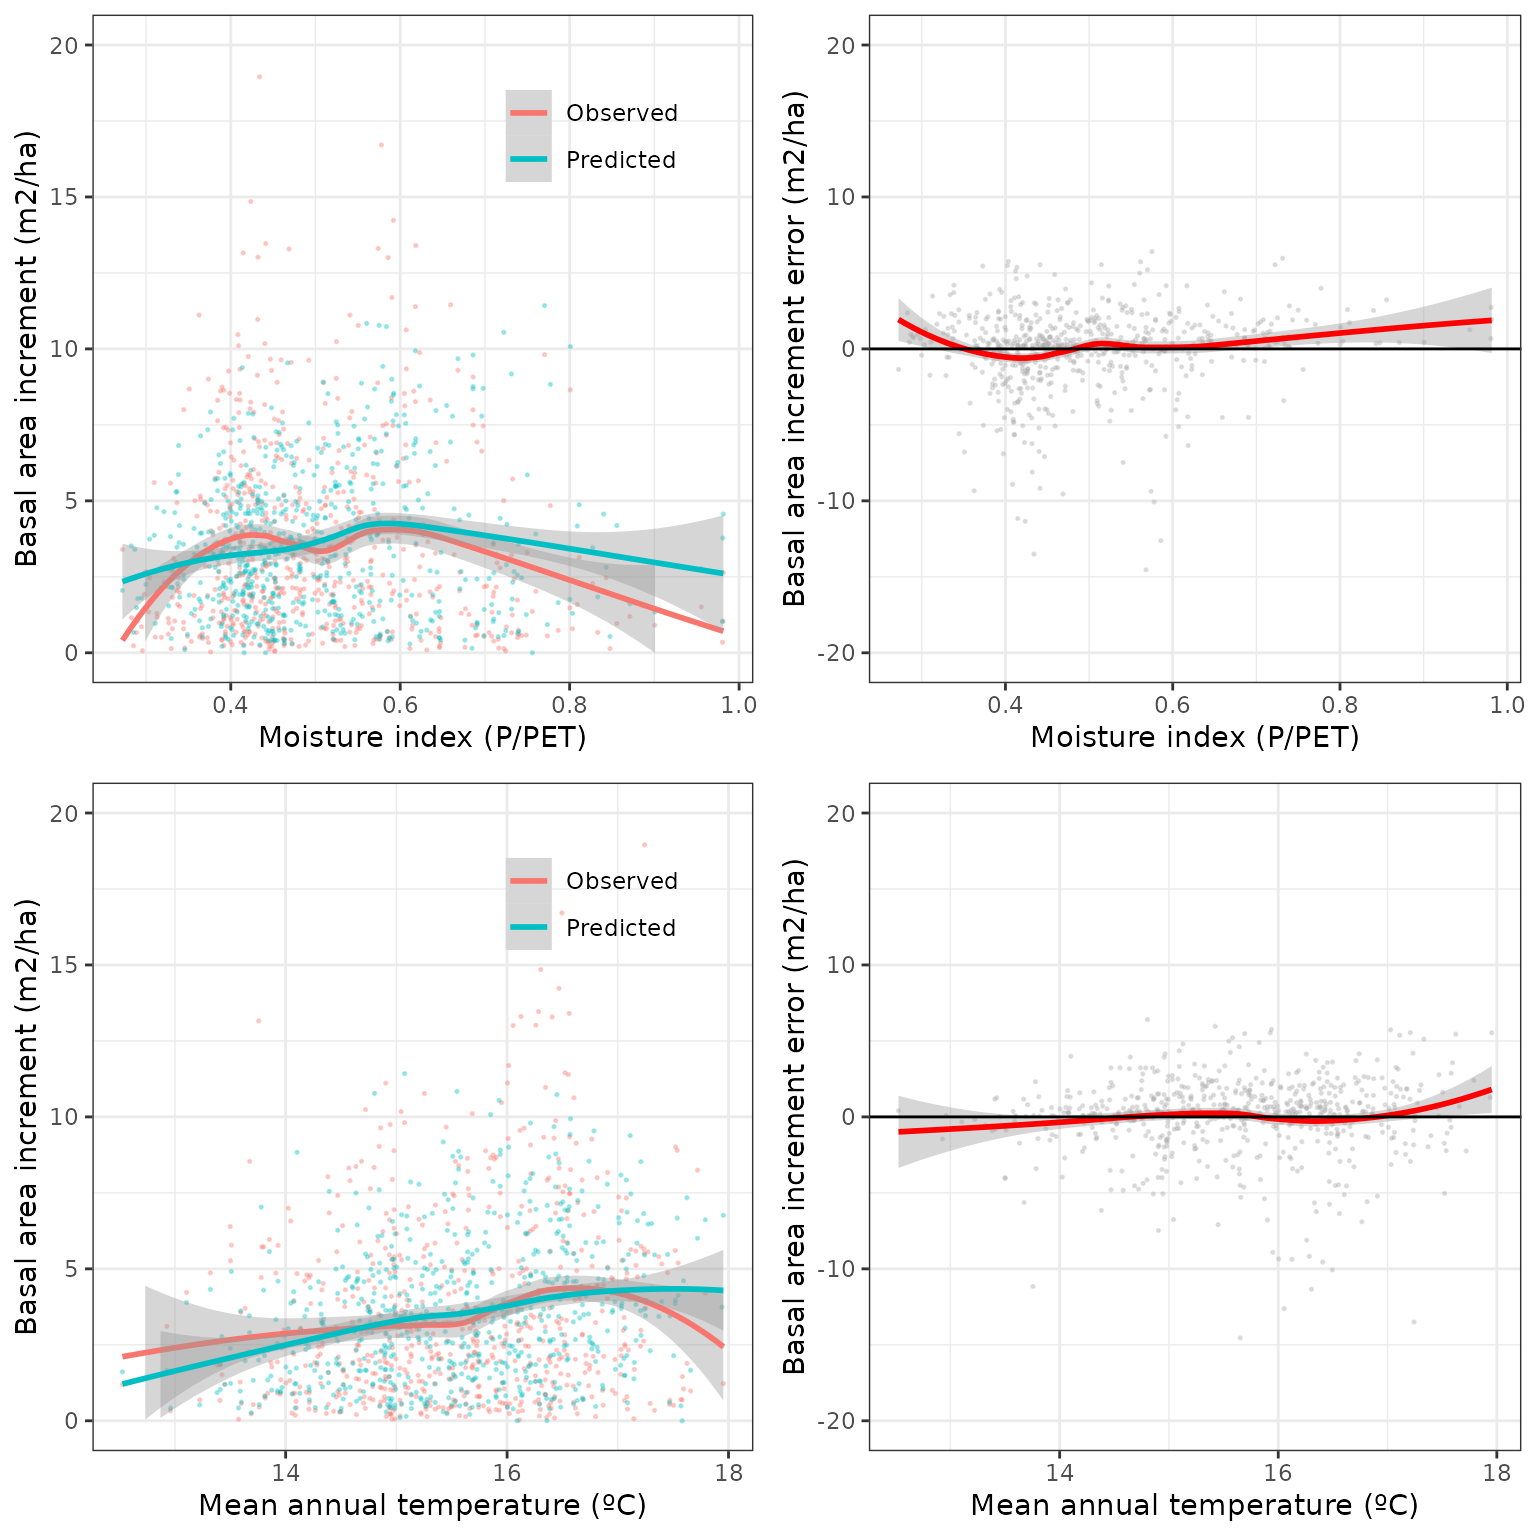 20
15
10
5
0
Basal area increment (m2/ha)
Observed
Predicted
0.4
0.6
0.8
1.0
Moisture index (P/PET)
20
10
0
-10
-20
Basal area increment error (m2/ha)
0.4
0.6
0.8
1.0
Moisture index (P/PET)
20
15
10
5
0
Basal area increment (m2/ha)
Observed
Predicted
14
16
18
Mean annual temperature (ºC)
20
10
0
-10
-20
Basal area increment error (m2/ha)
14
16
18
Mean annual temperature (ºC)